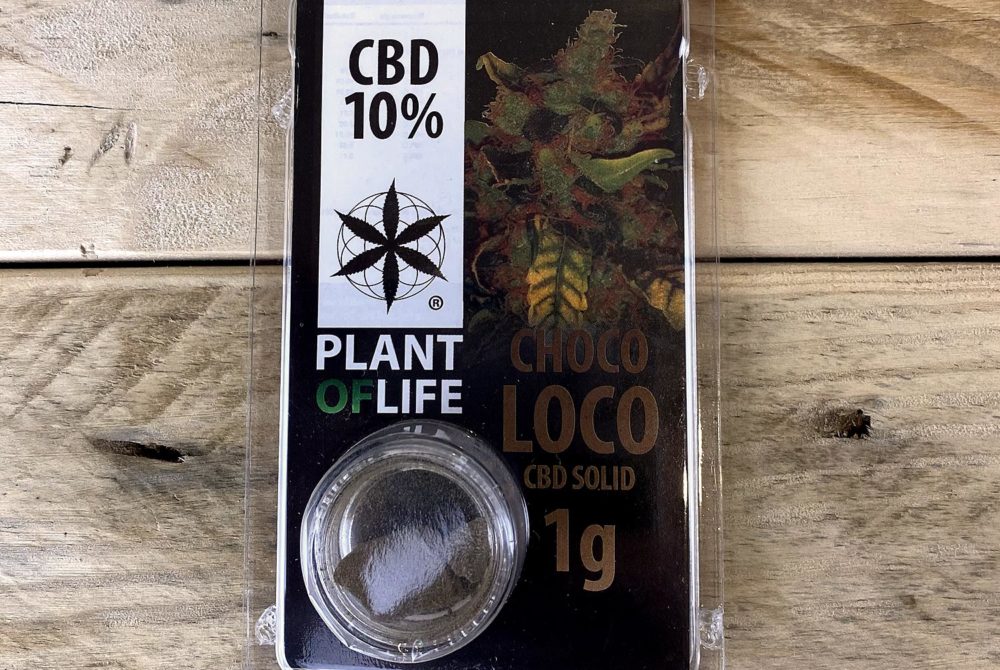 CBD
10%
®
PLANT
OFLIFE
CHOCO
LOCO
CBD SOLID
1g